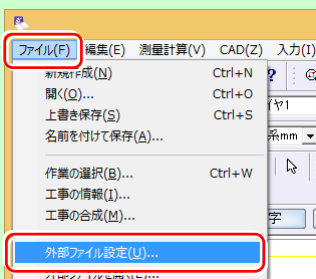 ファイル(F) 編集(E) 測量計算(V) CAD(Z) 入力(I)
新規作成(N) Ctrl+N
開く(O)... Ctrl+O
上書き保存(S) Ctrl+S
名前を付けて保存(A)...
系mm
作業の選択(B)... Ctrl+W
工事の情報(I)...
工事の合成(M)...
字
外部ファイル設定(U)...